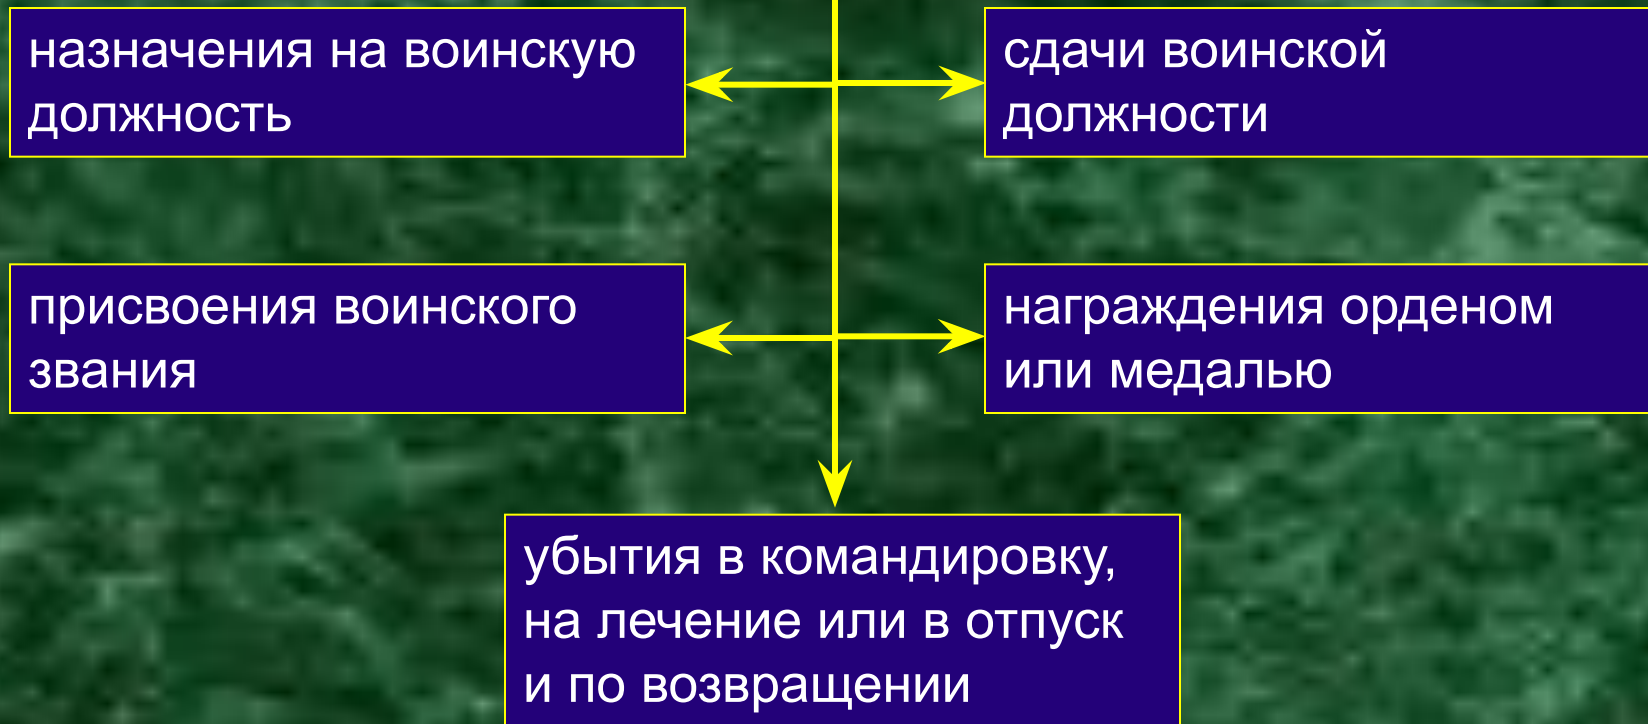 назначения на воинскую
должность
сдачи воинской
должности
присвоения воинского
звания
награждения орденом
или медалью
убытия в командировку,
на лечение или в отпуск
и по возвращении